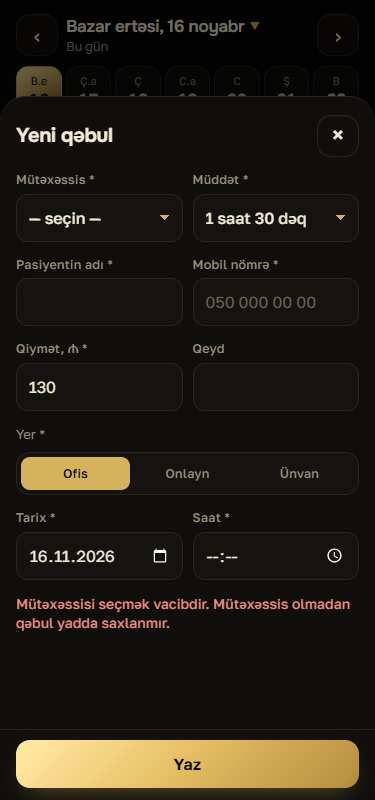 Bazar ertəsi, 16 noyabr ▾
Bu gün
B.e Ç.a Ç C.a C Ş B
Yeni qəbul
Mütəxəssis * Müddət *
— seçin — 1 saat 30 dəq
Pasiyentin adı * Mobil nömrə *
050 000 00 00
Qiymət, ₼ * Qeyd
130
Yer *
Ofis Onlayn Ünvan
Tarix * Saat *
16.11.2026 --:--
Mütəxəssisi seçmək vacibdir. Mütəxəssis olmadan
qəbul yadda saxlanmır.
Yaz